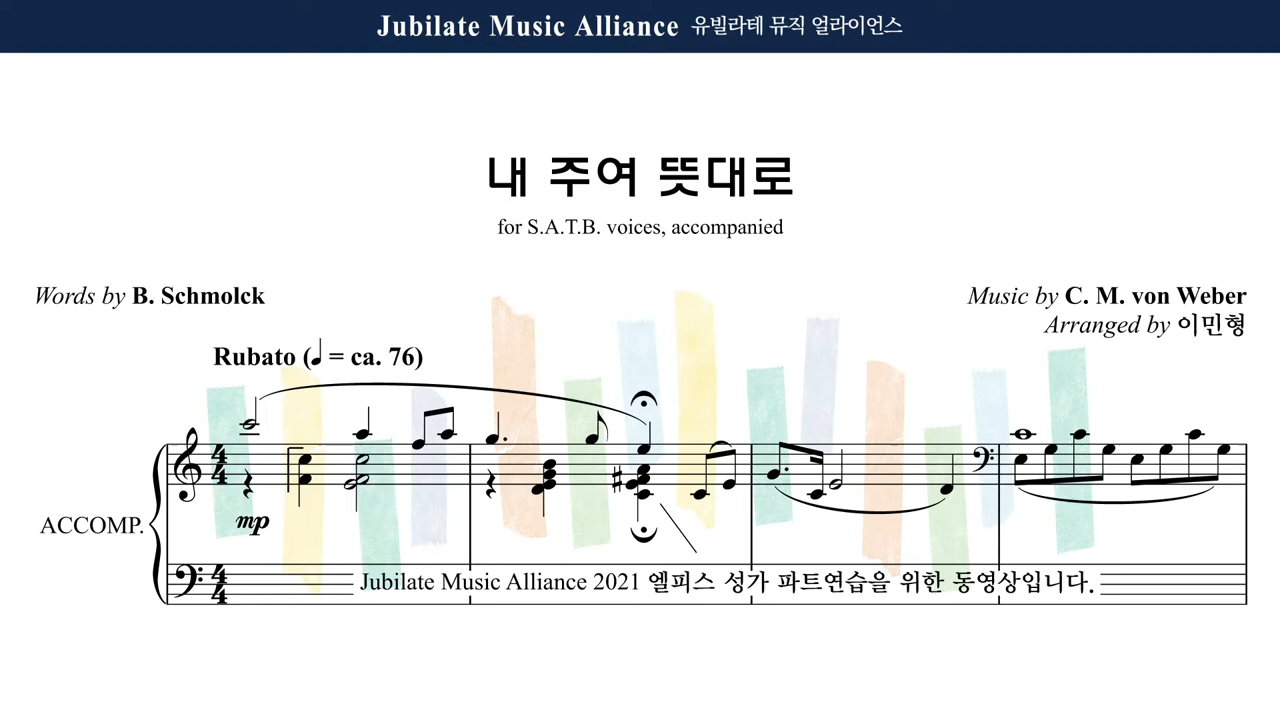 Jubilate Music Alliance 유빌라테 뮤직 얼라이언스
내 주여 뜻대로
for S.A.T.B. voices, accompanied
Words by B. Schmolck
Music by C. M. von Weber
Arranged by 이민형
Rubato (♩ = ca. 76)
mp
ACCOMP.
Jubilate Music Alliance 2021 엘피스 성가 파트연습을 위한 동영상입니다.